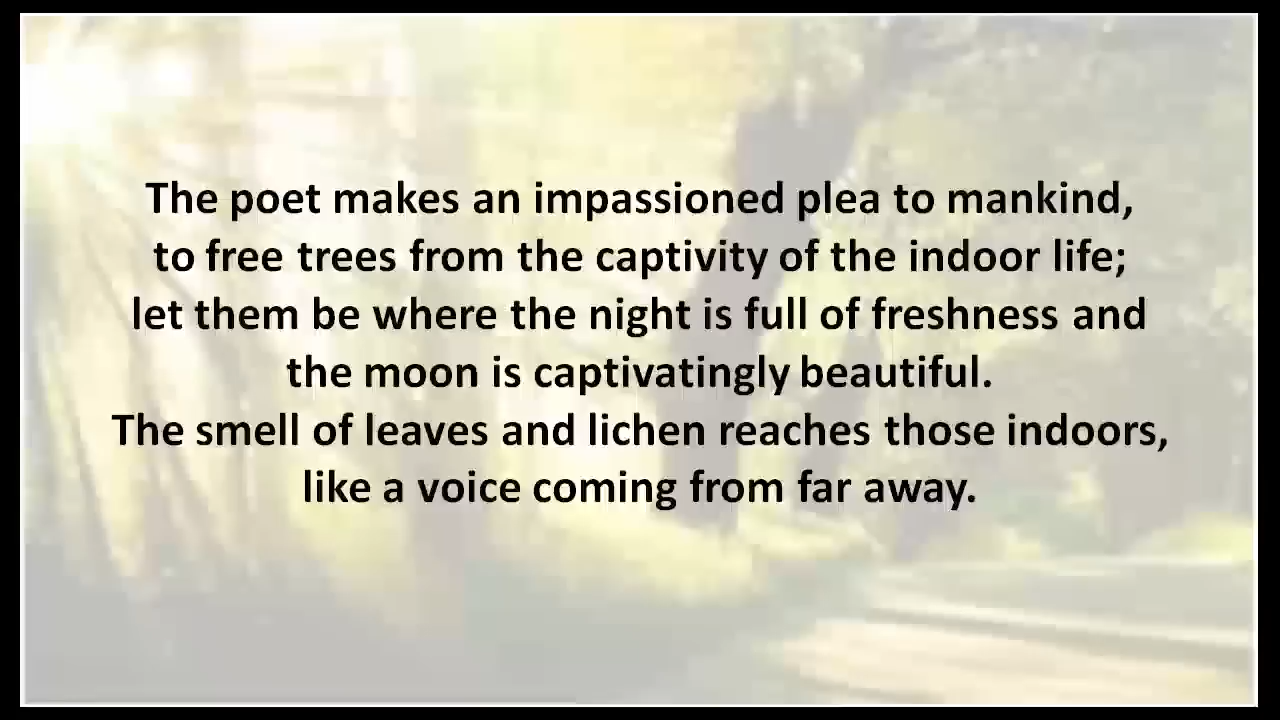 The poet makes an impassioned plea to mankind,
to free trees from the captivity of the indoor life;
let them be where the night is full of freshness and
the moon is captivatingly beautiful.
The smell of leaves and lichen reaches those indoors,
like a voice coming from far away.